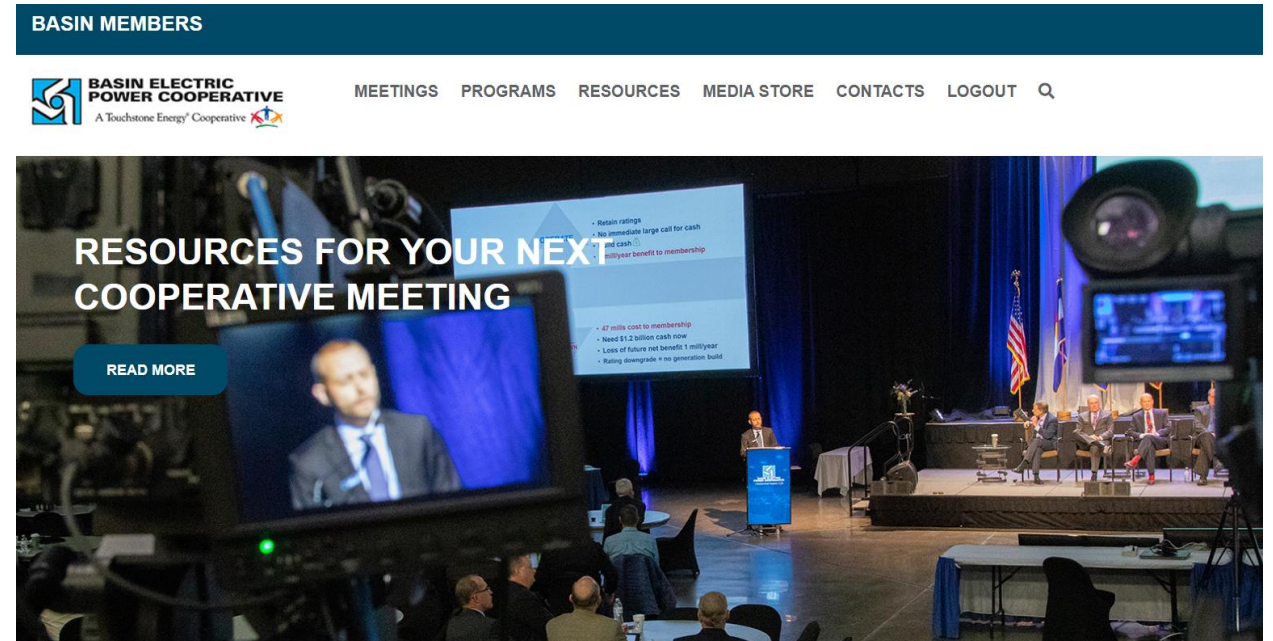 BASIN MEMBERS
BASIN ELECTRIC
POWER COOPERATIVE
A Touchstone Energy® Cooperative
MEETINGS PROGRAMS RESOURCES MEDIA STORE CONTACTS LOGOUT
RESOURCES FOR YOUR NEXT
COOPERATIVE MEETING
READ MORE
• Retain ratings
• No immediate large call for cash
cash
mill/year benefit to membership
• 47 mills cost to membership
• Need $1.2 billion cash now
• Loss of future net benefit 1 mill/year
• Rating downgrade = no generation build